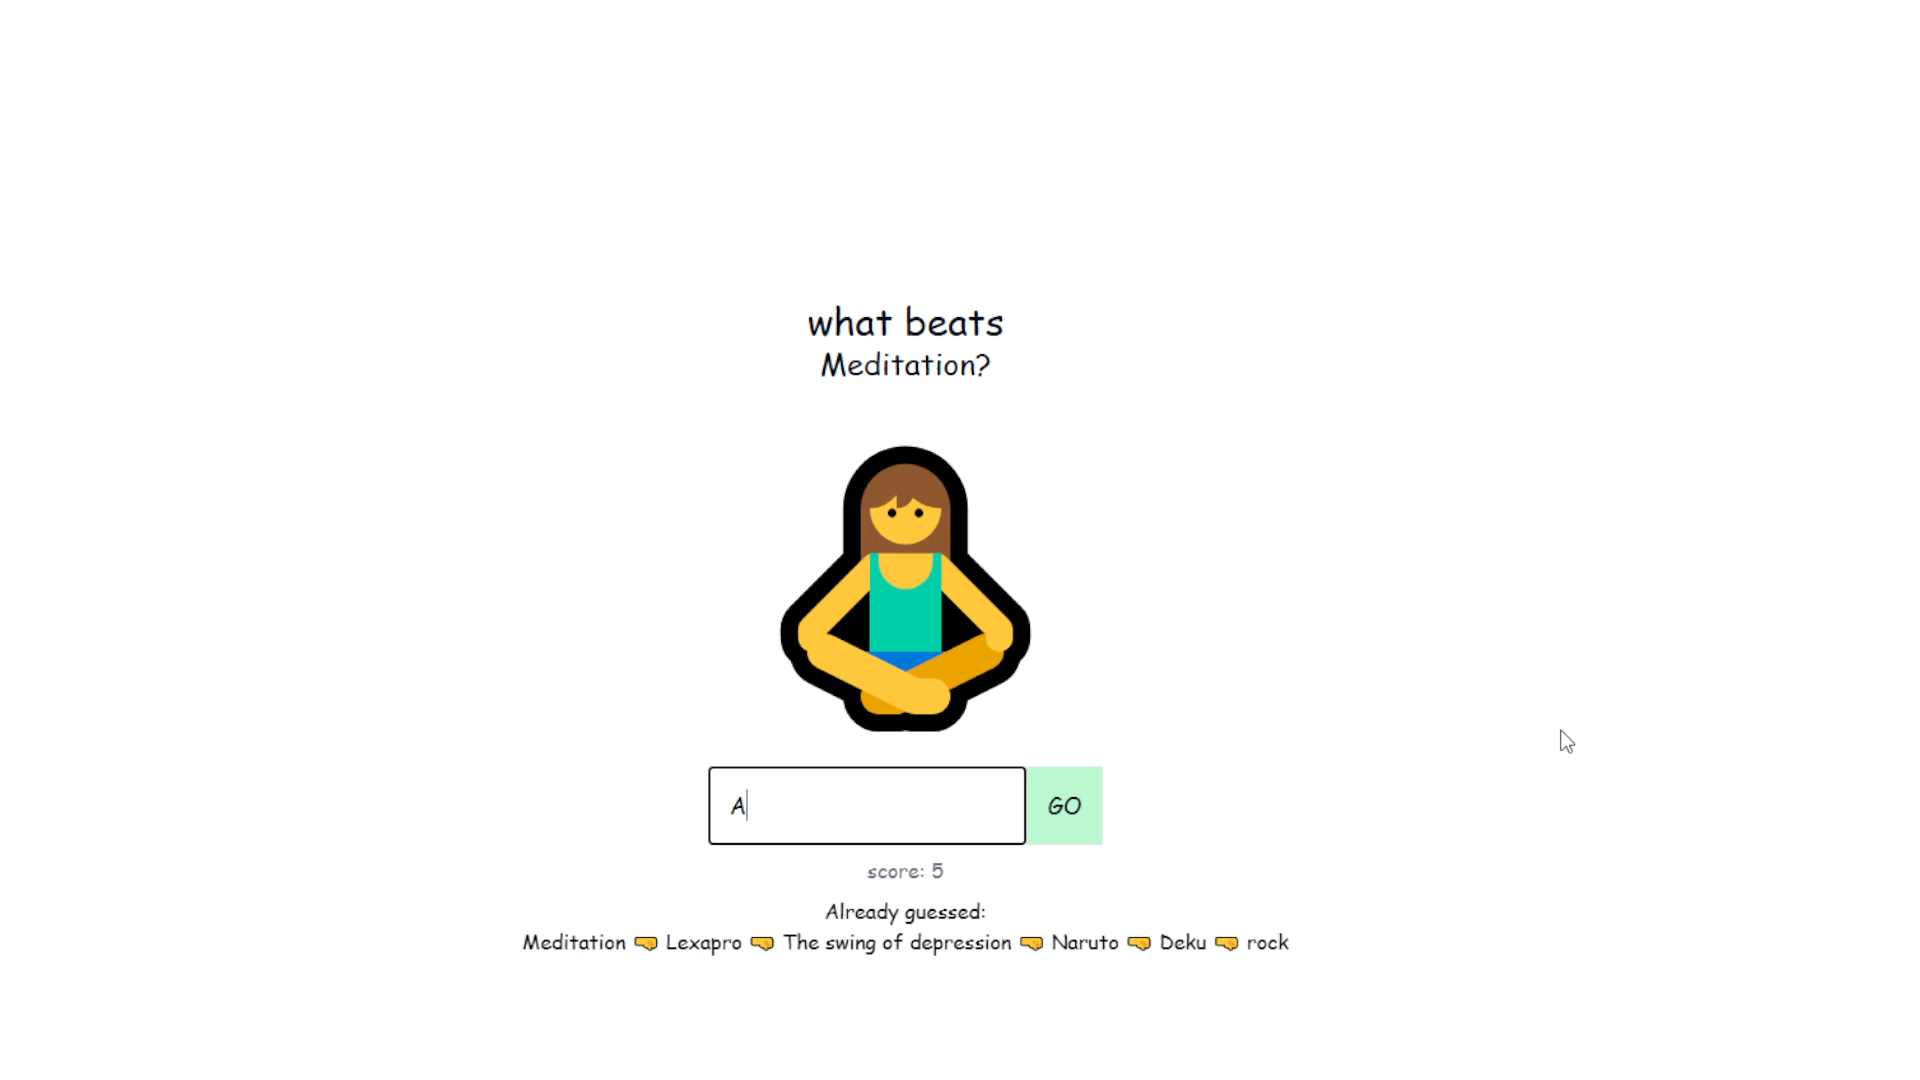 what beats
Meditation?
A
GO
score: 5
Already guessed:
Meditation 🤜 Lexapro 🤜 The swing of depression 🤜 Naruto 🤜 Deku 🤜 rock